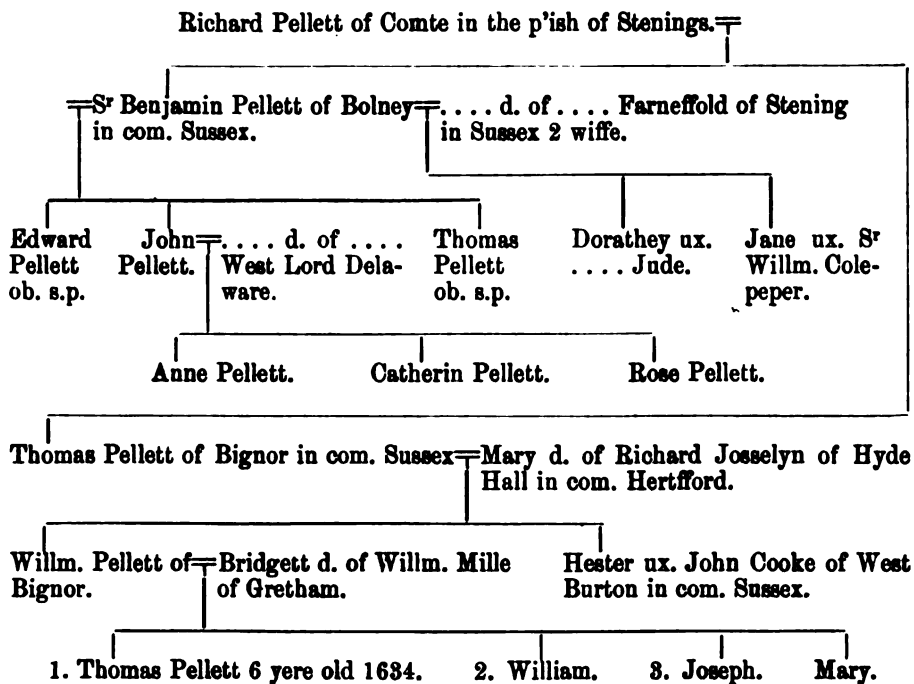 Richard Pellett of Comte in the p'ish of Stenings.
Sʳ Benjamin Pellett of Bolney
in com. Sussex.
. . . . d. of . . . . Farneffold of Stening
in Sussex 2 wiffe.
Edward
Pellett
ob. s.p.
John
Pellett.
. . . . d. of . . . .
West Lord Dela-
ware.
Thomas
Pellett
ob. s.p.
Dorathey ux.
. . . . Jude.
Jane ux. Sʳ
Willm. Cole-
peper.
Anne Pellett.
Catherin Pellett.
Rose Pellett.
Thomas Pellett of Bignor in com. Sussex
Mary d. of Richard Josselyn of Hyde
Hall in com. Hertfford.
Willm. Pellett of
Bignor.
Bridgett d. of Willm. Mille
of Gretham.
Hester ux. John Cooke of West
Burton in com. Sussex.
1. Thomas Pellett 6 yere old 1634.
2. William.
3. Joseph.
Mary.